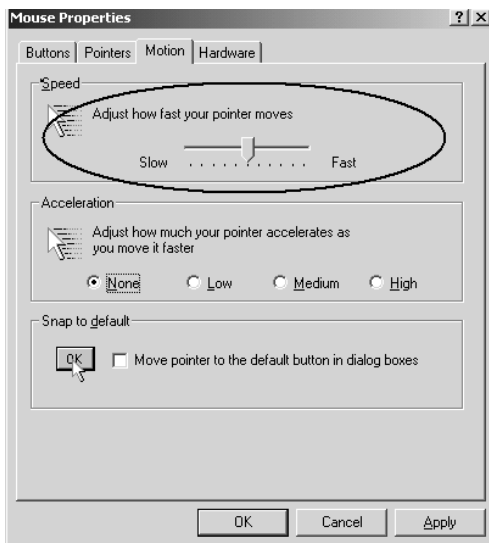 Mouse Properties
Buttons Pointers Motion Hardware
Speed
Adjust how fast your pointer moves
Slow Fast
Acceleration
Adjust how much your pointer accelerates as
you move it faster
None Low Medium High
Snap to default
OK Move pointer to the default button in dialog boxes
OK Cancel Apply